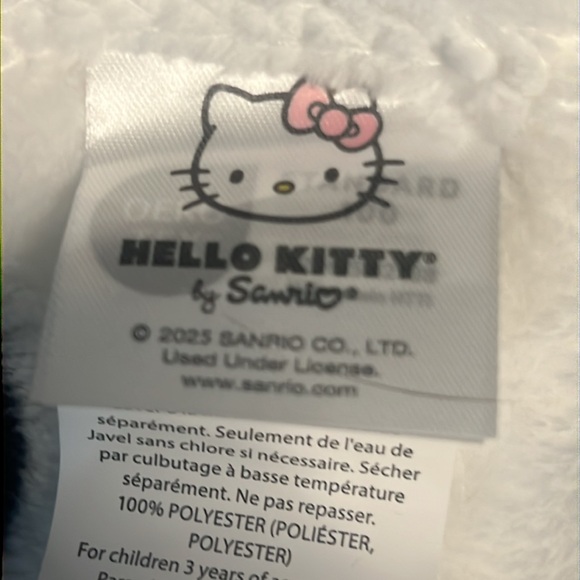 HELLO KITTY®
by Sanrio®
© 2025 SANRIO CO., LTD.
Used Under License.
www.sanrio.com
séparément. Seulement de l'eau de
Javel sans chlore si nécessaire. Sécher
par culbutage à basse température
séparément. Ne pas repasser.
100% POLYESTER (POLIÉSTER,
POLYESTER)
For children 3 years of